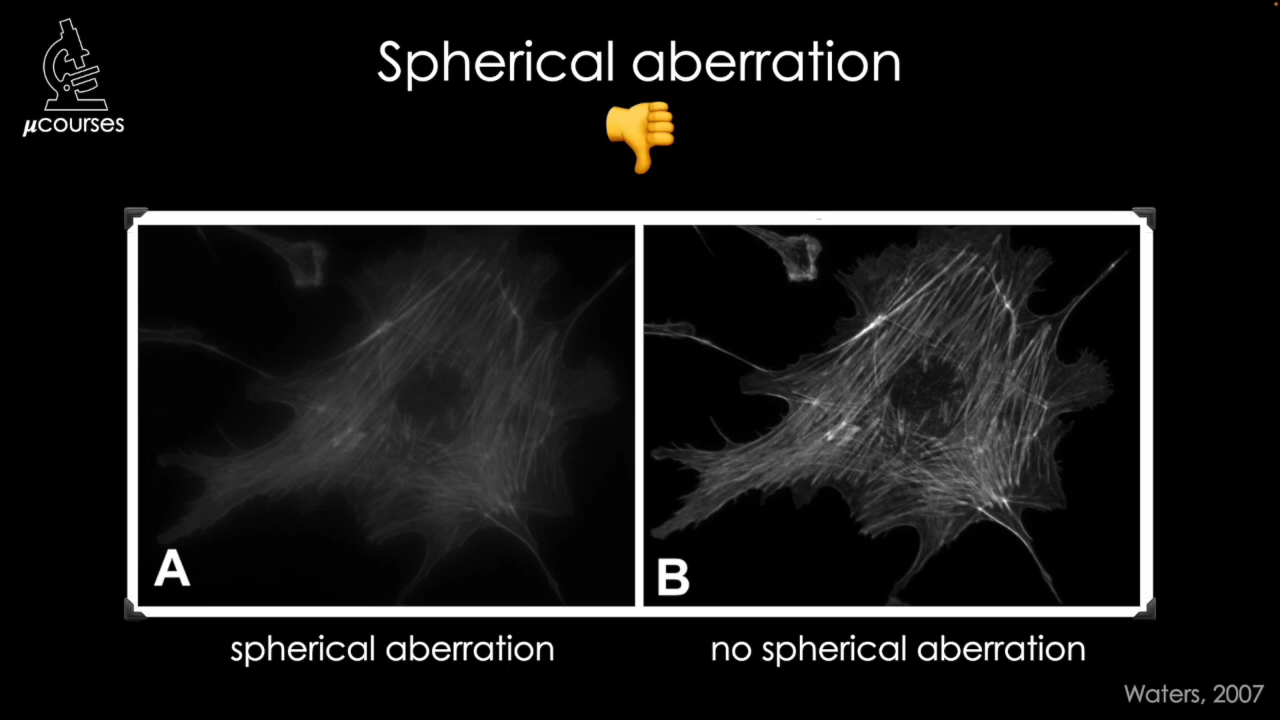 Spherical aberration
µcourses
A
B
spherical aberration
no spherical aberration
Waters, 2007